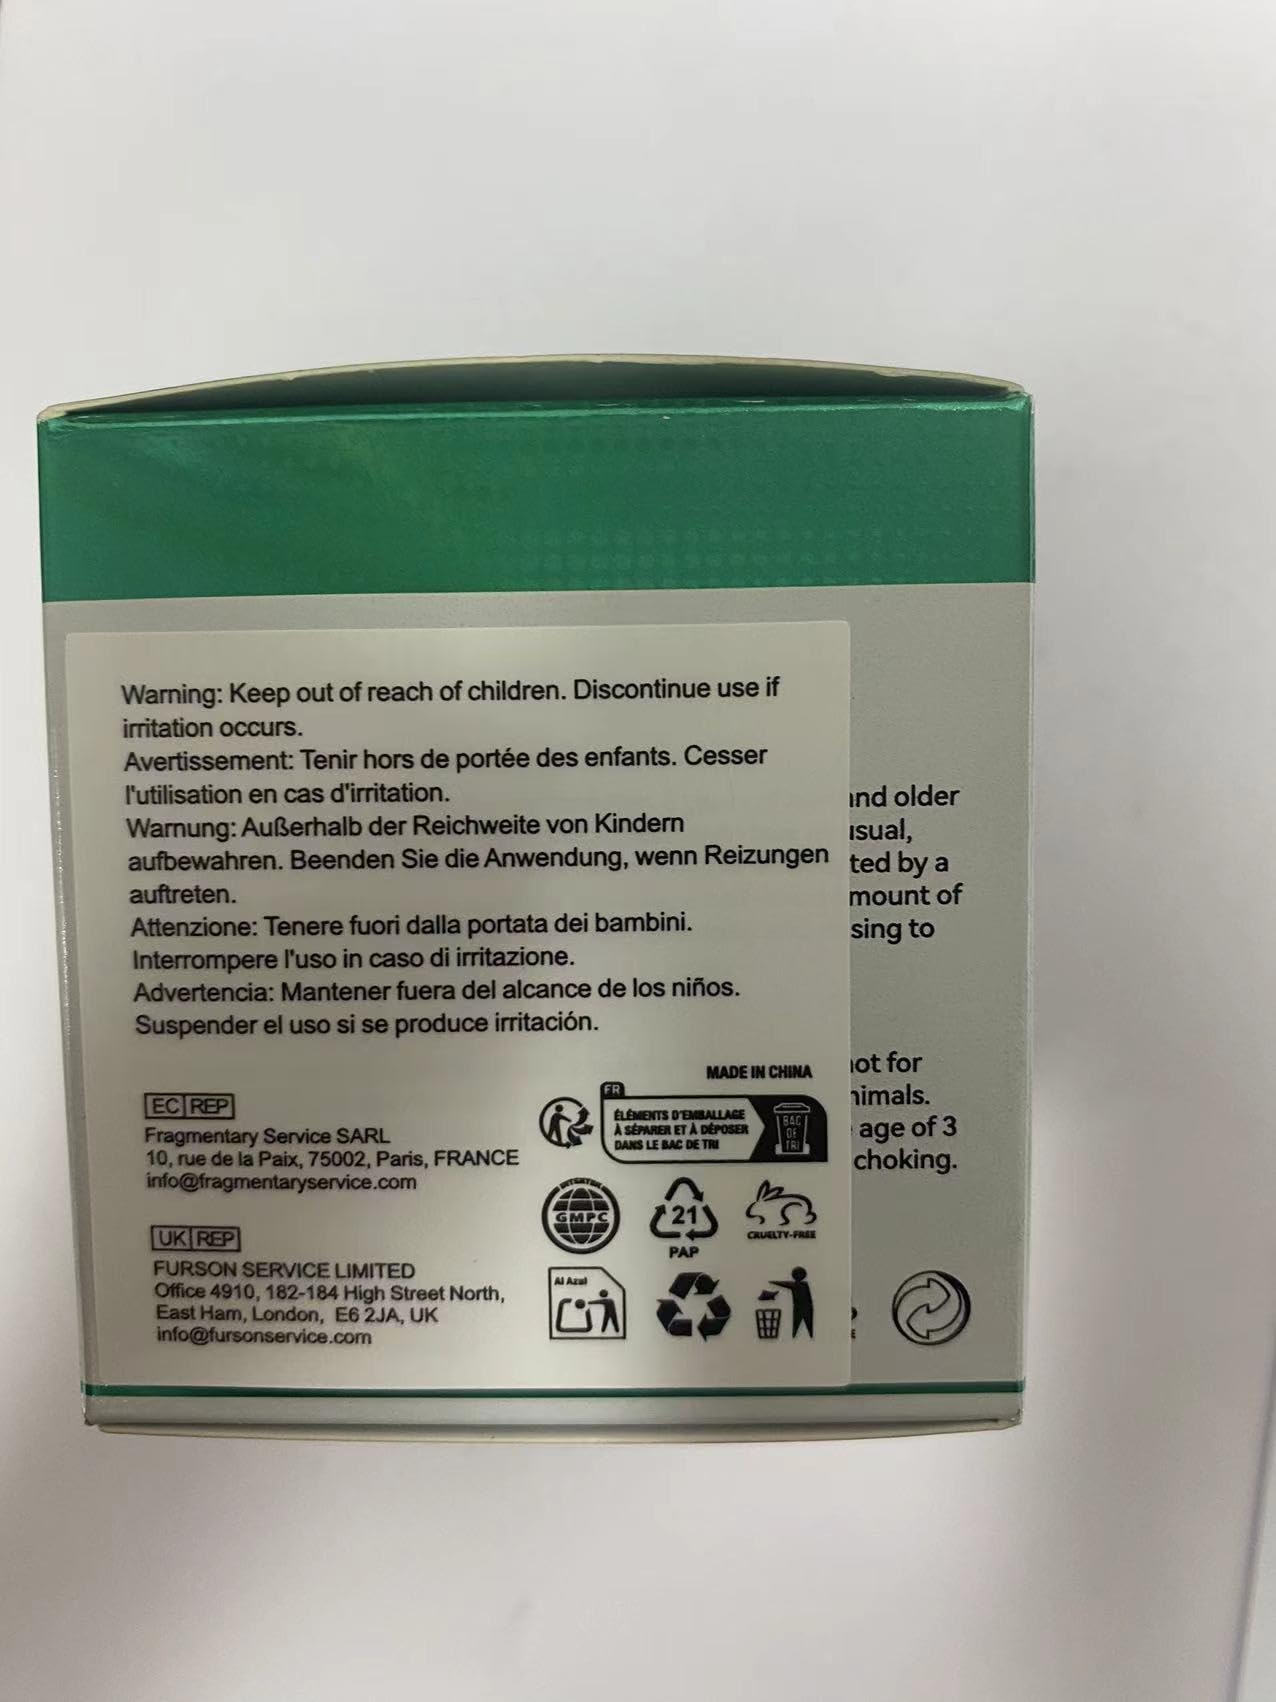 Warning: Keep out of reach of children. Discontinue use if
irritation occurs.
Avertissement: Tenir hors de portée des enfants. Cesser
l'utilisation en cas d'irritation.
Warnung: Außerhalb der Reichweite von Kindern
aufbewahren. Beenden Sie die Anwendung, wenn Reizungen
auftreten.
Attenzione: Tenere fuori dalla portata dei bambini.
Interrompere l'uso in caso di irritazione.
Advertencia: Mantener fuera del alcance de los niños.
Suspender el uso si se produce irritación.
and older
usual,
ted by a
mount of
sing to
not for
nimals.
age of 3
choking.
MADE IN CHINA
EC REP
Fragmentary Service SARL
10, rue de la Paix, 75002, Paris, FRANCE
info@fragmentaryservice.com
UK REP
FURSON SERVICE LIMITED
Office 4910, 182-184 High Street North,
East Ham, London, E6 2JA, UK
info@fursonservice.com
FR
ÉLÉMENTS D'EMBALLAGE
À SÉPARER ET À DÉPOSER
DANS LE BAC DE TRI
BAC
DE
TRI
GMPC
21
PAP
CRUELTY-FREE
Al Azul